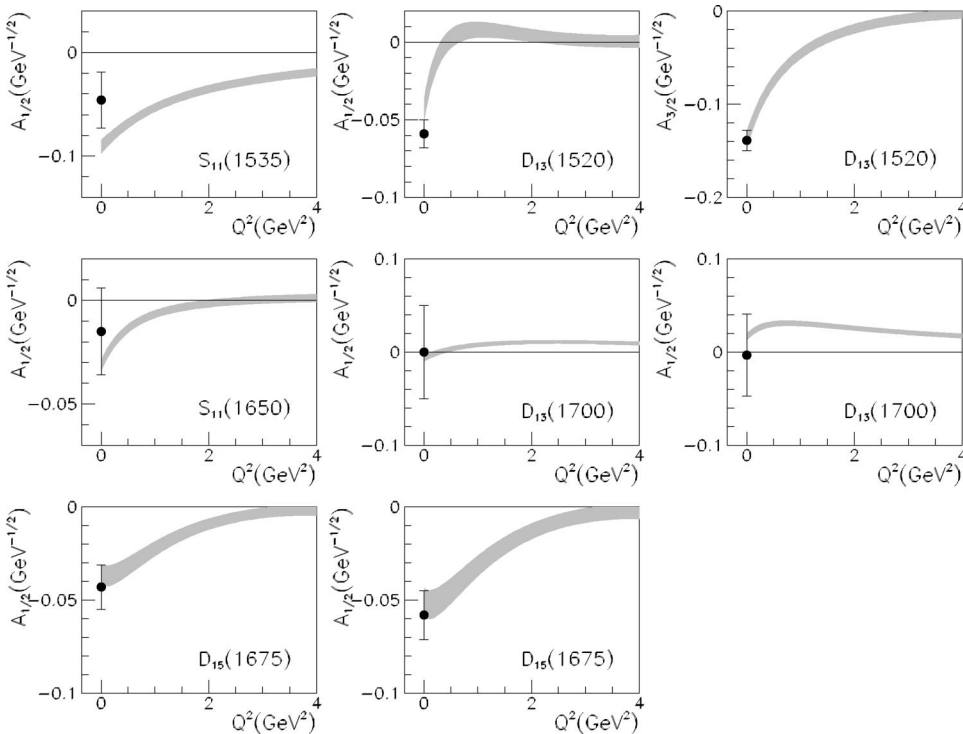 A1/2(GeV−1/2)
0
−0.1
S11(1535)
0 2 4
Q2(GeV2)
A1/2(GeV−1/2)
0.05
0
−0.05
−0.1
D13(1520)
0 2 4
Q2(GeV2)
A3/2(GeV−1/2)
0
−0.1
−0.2
D13(1520)
0 2 4
Q2(GeV2)
A1/2(GeV−1/2)
0
−0.05
S11(1650)
0 2 4
Q2(GeV2)
A1/2(GeV−1/2)
0.1
0
−0.1
D13(1700)
0 2 4
Q2(GeV2)
A1/2(GeV−1/2)
0.1
0
−0.1
D13(1700)
0 2 4
Q2(GeV2)
A1/2(GeV−1/2)
0
−0.05
−0.1
D15(1675)
0 2 4
Q2(GeV2)
A1/2(GeV−1/2)
0
−0.05
−0.1
D15(1675)
0 2 4
Q2(GeV2)